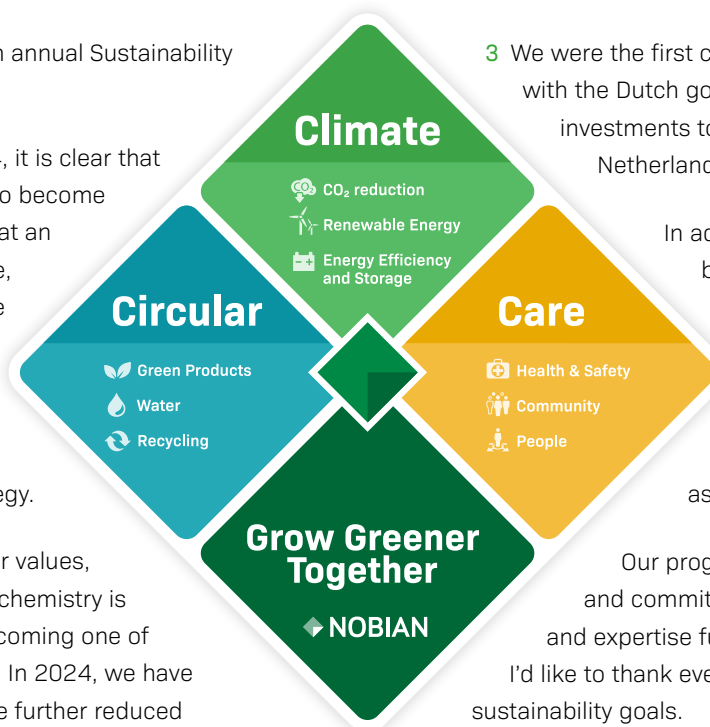 n annual Sustainability
, it is clear that
o become
at an
e,
e
egy.
r values,
chemistry is
coming one of
In 2024, we have
e further reduced
Climate
CO₂ reduction
Renewable Energy
Energy Efficiency
and Storage
Circular
Green Products
Water
Recycling
Care
Health & Safety
Community
People
Grow Greener
Together
NOBIAN
3 We were the first c
with the Dutch go
investments to
Netherland
In ac
b
as
Our prog
and commit
and expertise fu
I'd like to thank eve
sustainability goals.